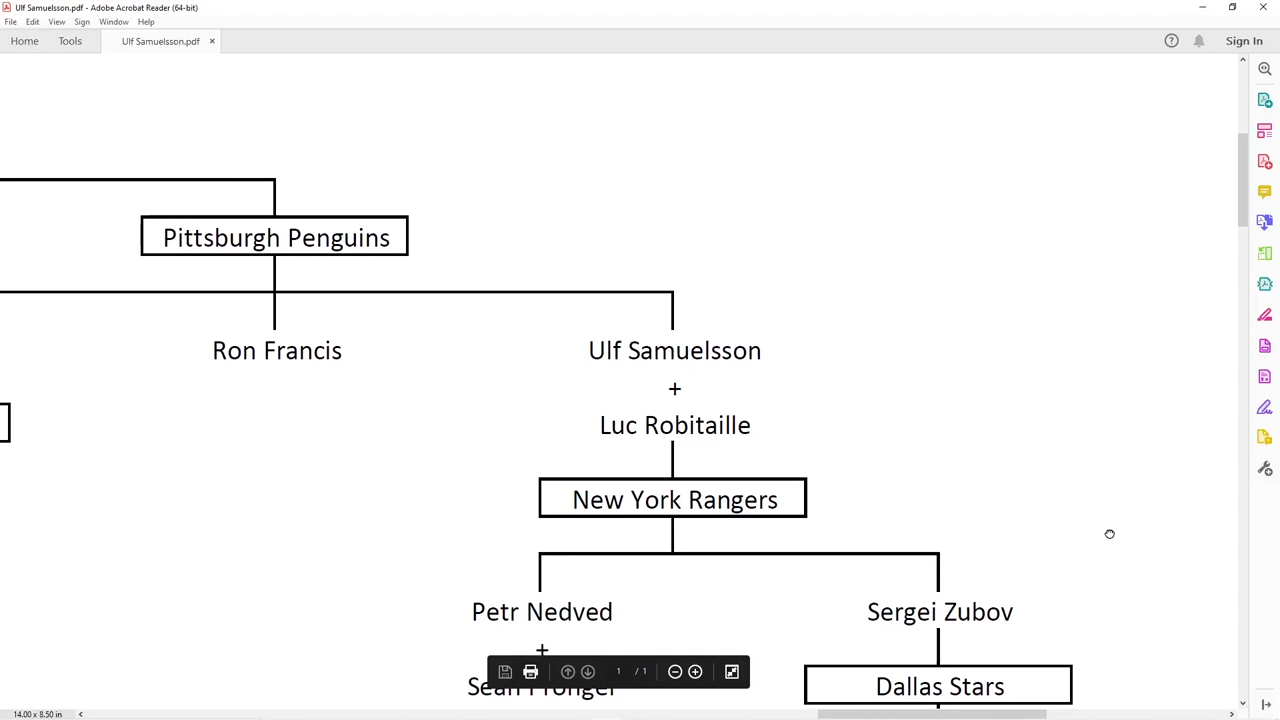 Ulf Samuelsson.pdf - Adobe Acrobat Reader (64-bit)
File Edit View Sign Window Help
Home Tools Ulf Samuelsson.pdf × Sign In
Pittsburgh Penguins
Ron Francis Ulf Samuelsson
+
Luc Robitaille
New York Rangers
Petr Nedved Sergei Zubov
+
1 / 1
Sean Pronger Dallas Stars
14.00 x 8.50 in